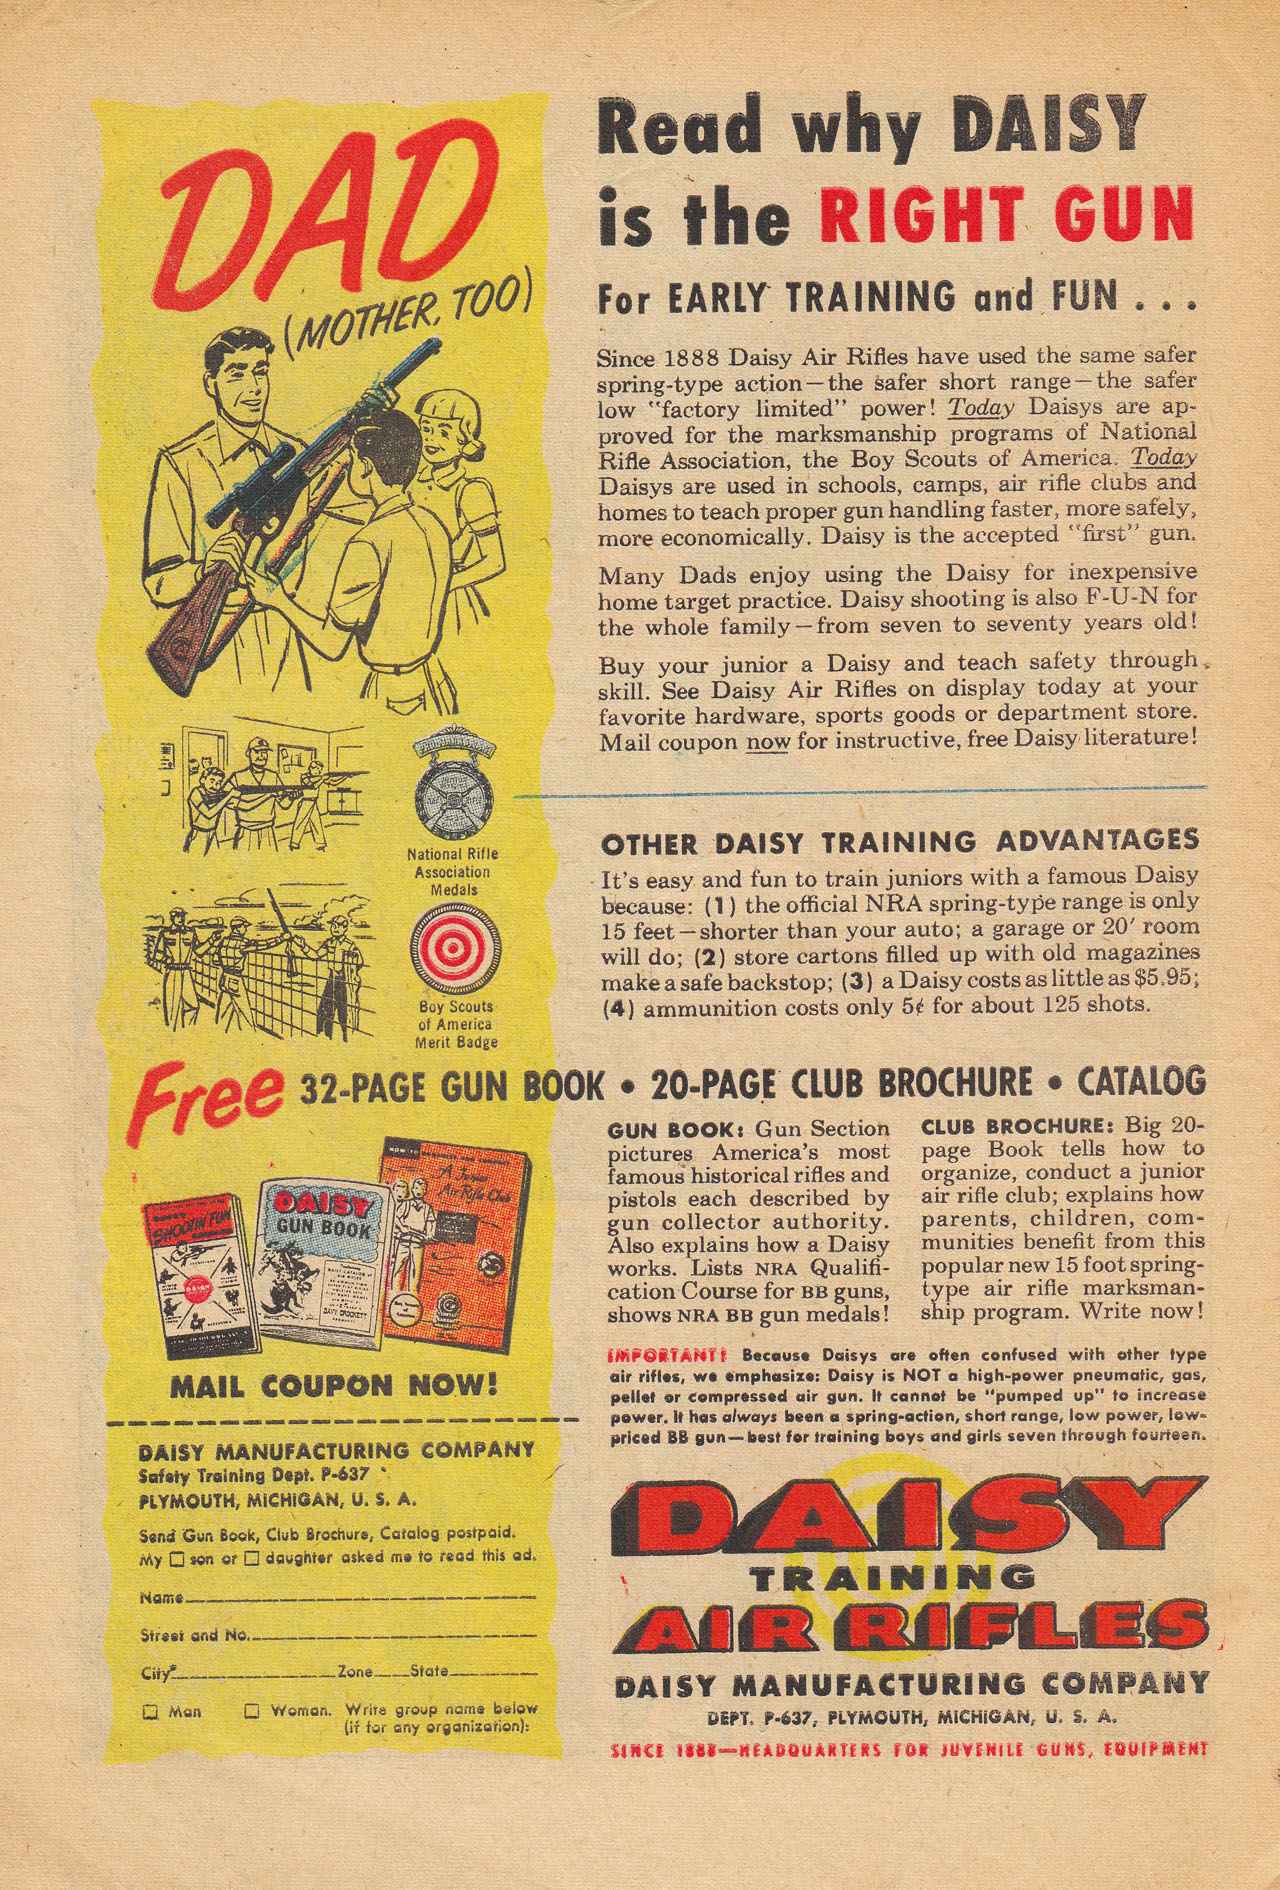 DAD
(MOTHER, TOO)
Read why DAISY
is the RIGHT GUN
For EARLY TRAINING and FUN . . .
Since 1888 Daisy Air Rifles have used the same safer
spring-type action—the safer short range—the safer
low "factory limited" power! Today Daisys are ap-
proved for the marksmanship programs of National
Rifle Association, the Boy Scouts of America. Today
Daisys are used in schools, camps, air rifle clubs and
homes to teach proper gun handling faster, more safely,
more economically. Daisy is the accepted "first" gun.
Many Dads enjoy using the Daisy for inexpensive
home target practice. Daisy shooting is also F-U-N for
the whole family—from seven to seventy years old!
Buy your junior a Daisy and teach safety through
skill. See Daisy Air Rifles on display today at your
favorite hardware, sports goods or department store.
Mail coupon now for instructive, free Daisy literature!
National Rifle
Association
Medals
Boy Scouts
of America
Merit Badge
OTHER DAISY TRAINING ADVANTAGES
It's easy and fun to train juniors with a famous Daisy
because: (1) the official NRA spring-type range is only
15 feet—shorter than your auto; a garage or 20' room
will do; (2) store cartons filled up with old magazines
make a safe backstop; (3) a Daisy costs as little as $5.95;
(4) ammunition costs only 5¢ for about 125 shots.
Free 32-PAGE GUN BOOK • 20-PAGE CLUB BROCHURE • CATALOG
SHOOTIN' FUN
DAISY
GUN BOOK
A Junior
Air Rifle Club
GUN BOOK: Gun Section
pictures America's most
famous historical rifles and
pistols each described by
gun collector authority.
Also explains how a Daisy
works. Lists NRA Qualifi-
cation Course for BB guns,
shows NRA BB gun medals!
CLUB BROCHURE: Big 20-
page Book tells how to
organize, conduct a junior
air rifle club; explains how
parents, children, com-
munities benefit from this
popular new 15 foot spring-
type air rifle marksman-
ship program. Write now!
IMPORTANT! Because Daisys are often confused with other type
air rifles, we emphasize: Daisy is NOT a high-power pneumatic, gas,
pellet or compressed air gun. It cannot be "pumped up" to increase
power. It has always been a spring-action, short range, low power, low-
priced BB gun—best for training boys and girls seven through fourteen.
MAIL COUPON NOW!
DAISY MANUFACTURING COMPANY
Safety Training Dept. P-637
PLYMOUTH, MICHIGAN, U. S. A.
Send Gun Book, Club Brochure, Catalog postpaid.
My ☐ son or ☐ daughter asked me to read this ad.
Name
Street and No.
City Zone State
☐ Man ☐ Woman. Write group name below
(if for any organization):
DAISY
TRAINING
AIR RIFLES
DAISY MANUFACTURING COMPANY
DEPT. P-637, PLYMOUTH, MICHIGAN, U. S. A.
SINCE 1888—HEADQUARTERS FOR JUVENILE GUNS, EQUIPMENT